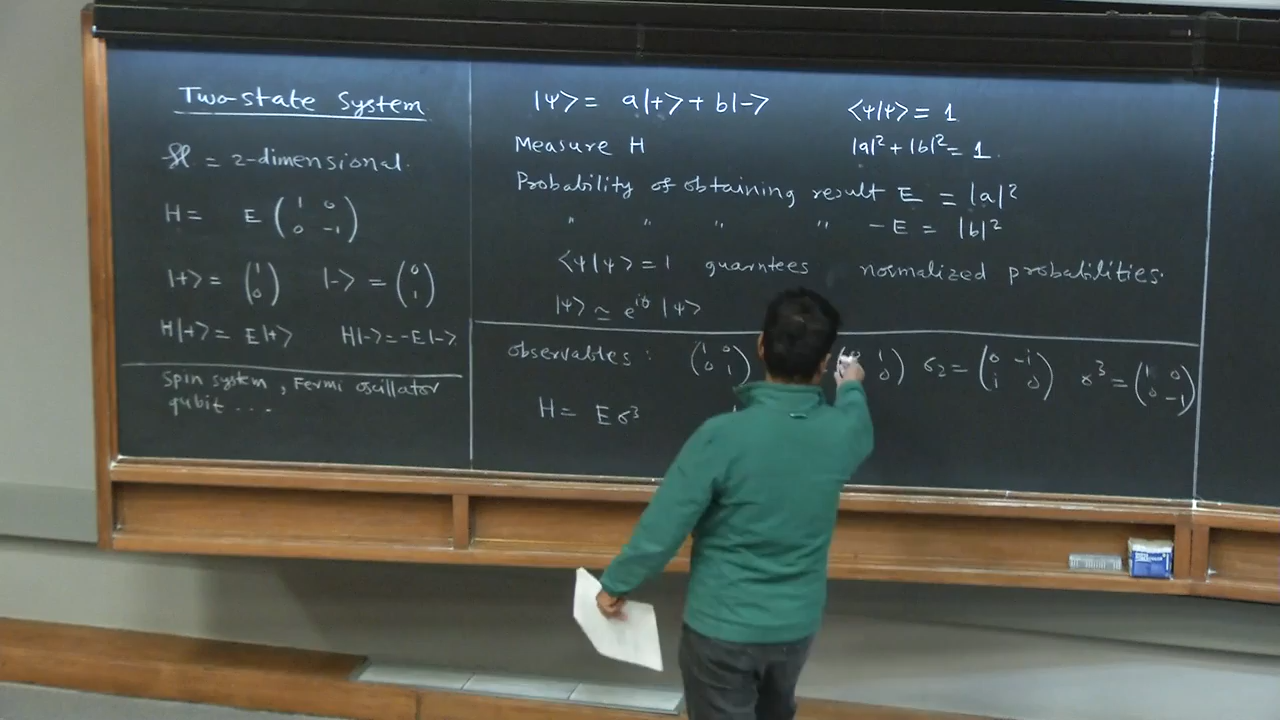 Two-state System
ℋ = 2-dimensional.
H = E ( 1 0 ; 0 -1 )
|+> = ( 1 ; 0 ) |-> = ( 0 ; 1 )
H|+> = E|+> H|-> = -E|->
Spin system, Fermi oscillator
qubit ...
|ψ> = a|+> + b|-> <ψ|ψ> = 1
Measure H |a|² + |b|² = 1.
Probability of obtaining result E = |a|²
" " " " -E = |b|²
<ψ|ψ> = 1 guarntees normalized probabilities.
|ψ> ≃ e^{iθ} |ψ>
observables : ( 1 0 ; 0 1 ) σ₂ = ( 0 -i ; i 0 ) σ³ = ( 1 0 ; 0 -1 )
H = E σ³